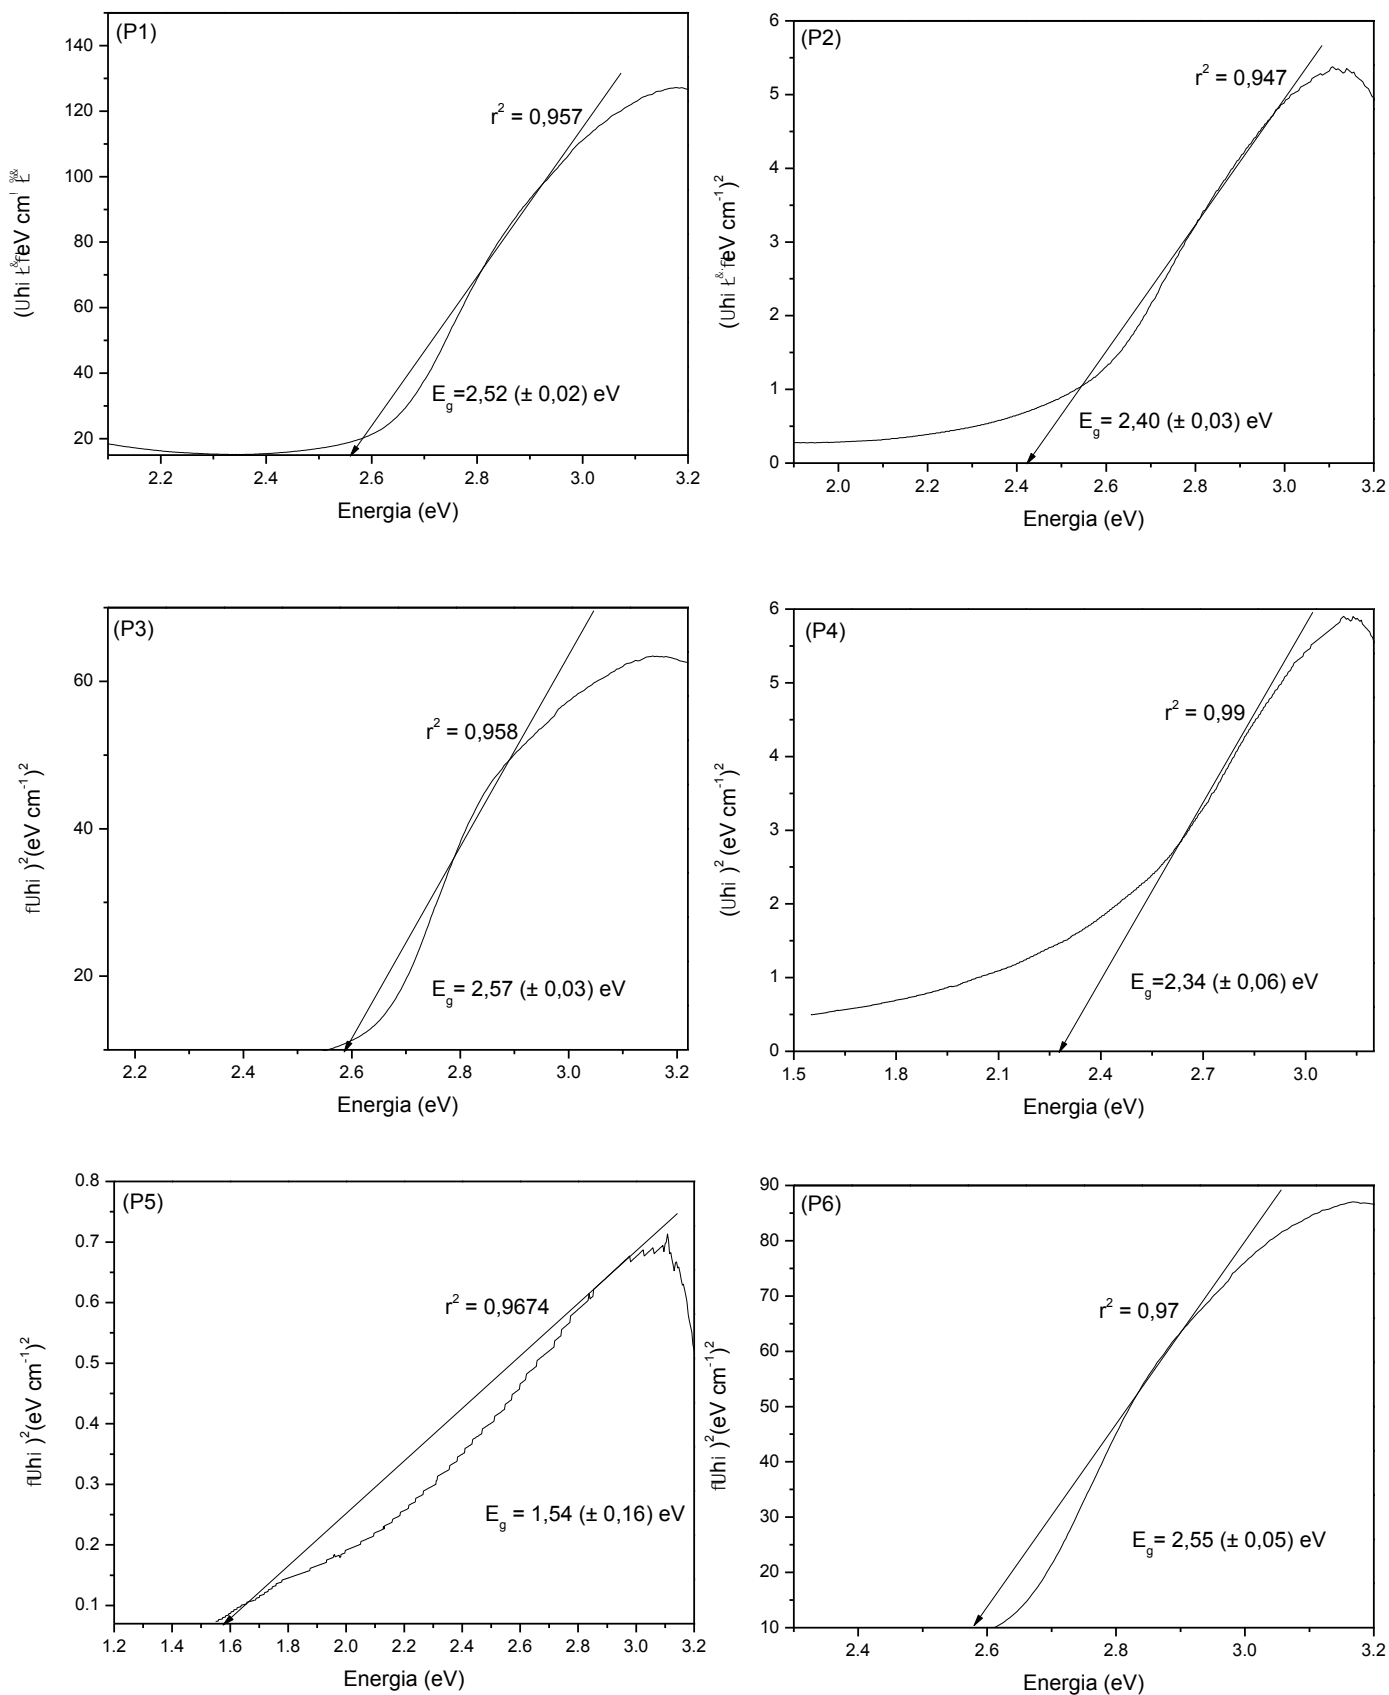 (P1)
140
120
100
80
60
40
20
r² = 0,957
E_g=2,52 (± 0,02) eV
2.2 2.4 2.6 2.8 3.0 3.2
Energia (eV)
(P2)
6
5
4
3
2
1
0
r² = 0,947
E_g= 2,40 (± 0,03) eV
(eV cm⁻¹)²
2.0 2.2 2.4 2.6 2.8 3.0 3.2
Energia (eV)
(P3)
60
40
20
r² = 0,958
E_g = 2,57 (± 0,03) eV
)²(eV cm⁻¹)²
2.2 2.4 2.6 2.8 3.0 3.2
Energia (eV)
(P4)
6
5
4
3
2
1
0
r² = 0,99
E_g=2,34 (± 0,06) eV
)² (eV cm⁻¹)²
1.5 1.8 2.1 2.4 2.7 3.0
Energia (eV)
(P5)
0.8
0.7
0.6
0.5
0.4
0.3
0.2
0.1
r² = 0,9674
E_g = 1,54 (± 0,16) eV
)²(eV cm⁻¹)²
1.2 1.4 1.6 1.8 2.0 2.2 2.4 2.6 2.8 3.0 3.2
Energia (eV)
(P6)
90
80
70
60
50
40
30
20
10
r² = 0,97
E_g= 2,55 (± 0,05) eV
)²(eV cm⁻¹)²
2.4 2.6 2.8 3.0 3.2
Energia (eV)